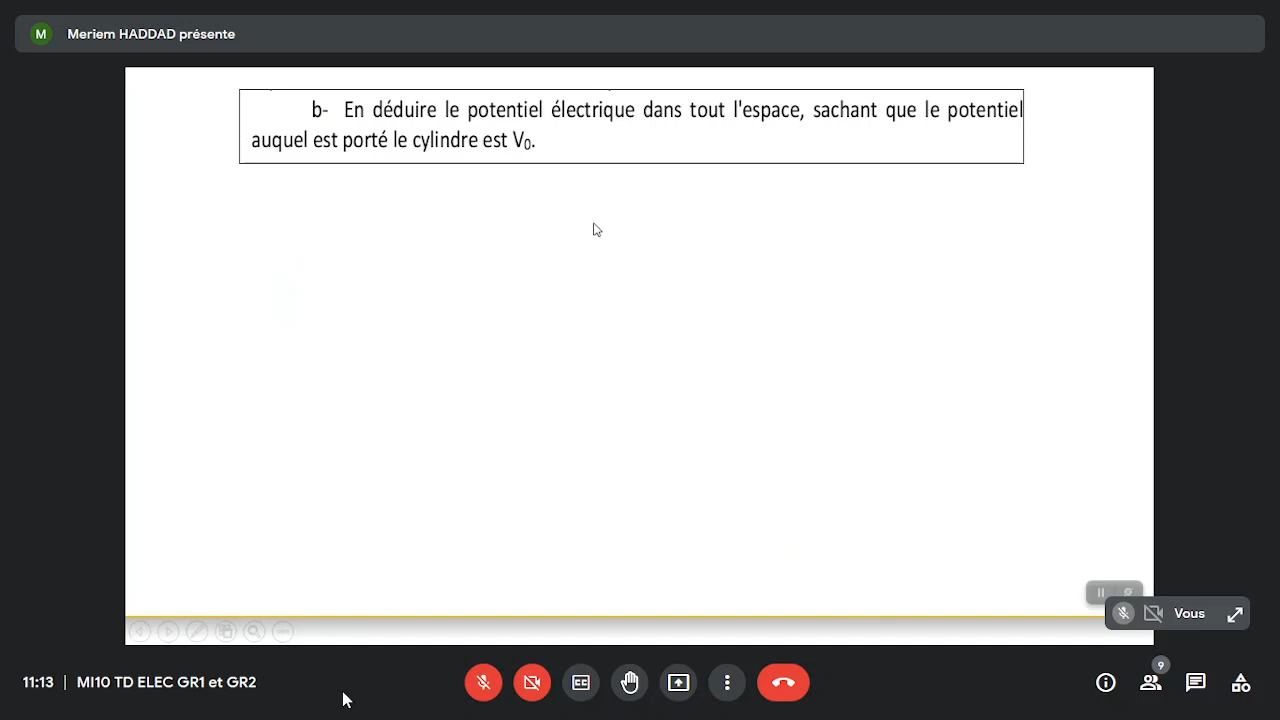 M Meriem HADDAD présente
b- En déduire le potentiel électrique dans tout l'espace, sachant que le potentiel
auquel est porté le cylindre est V₀.
Vous
9
11:13 | MI10 TD ELEC GR1 et GR2